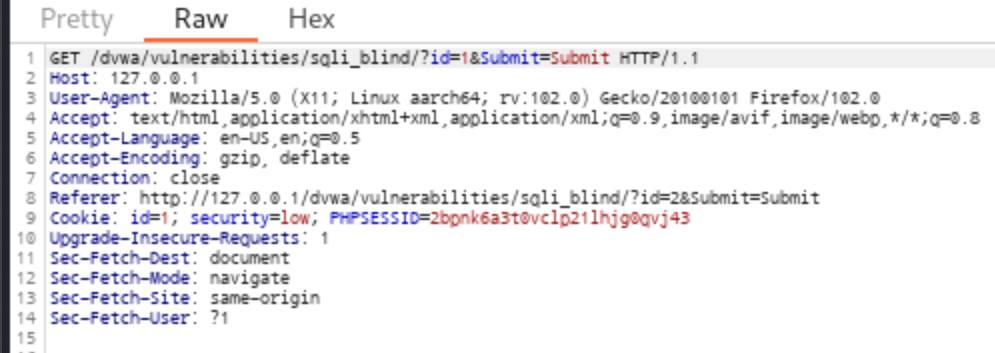 Pretty Raw Hex
1 GET /dvwa/vulnerabilities/sqli_blind/?id=1&Submit=Submit HTTP/1.1
2 Host: 127.0.0.1
3 User-Agent: Mozilla/5.0 (X11; Linux aarch64; rv:102.0) Gecko/20100101 Firefox/102.0
4 Accept: text/html,application/xhtml+xml,application/xml;q=0.9,image/avif,image/webp,*/*;q=0.8
5 Accept-Language: en-US,en;q=0.5
6 Accept-Encoding: gzip, deflate
7 Connection: close
8 Referer: http://127.0.0.1/dvwa/vulnerabilities/sqli_blind/?id=2&Submit=Submit
9 Cookie: id=1; security=low; PHPSESSID=2bpnk6a3t0vclp21lhjg0qvj43
10 Upgrade-Insecure-Requests: 1
11 Sec-Fetch-Dest: document
12 Sec-Fetch-Mode: navigate
13 Sec-Fetch-Site: same-origin
14 Sec-Fetch-User: ?1
15